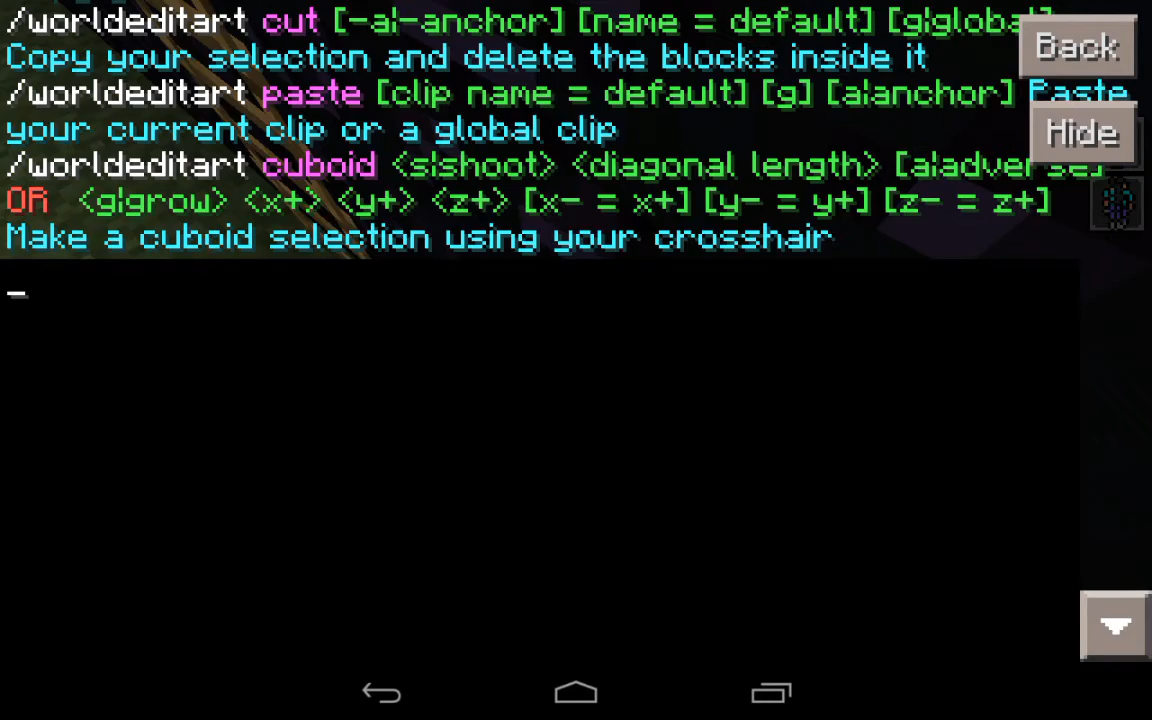 /worldeditart cut [-a¦-anchor] [name = default] [g¦global]
Back
Copy your selection and delete the blocks inside it
/worldeditart paste [clip name = default] [g] [a¦anchor] Paste
your current clip or a global clip
Hide
/worldeditart cuboid <s¦shoot> <diagonal length> [a¦adverse]
OR <g¦grow> <x+> <y+> <z+> [x- = x+] [y- = y+] [z- = z+]
Make a cuboid selection using your crosshair
_